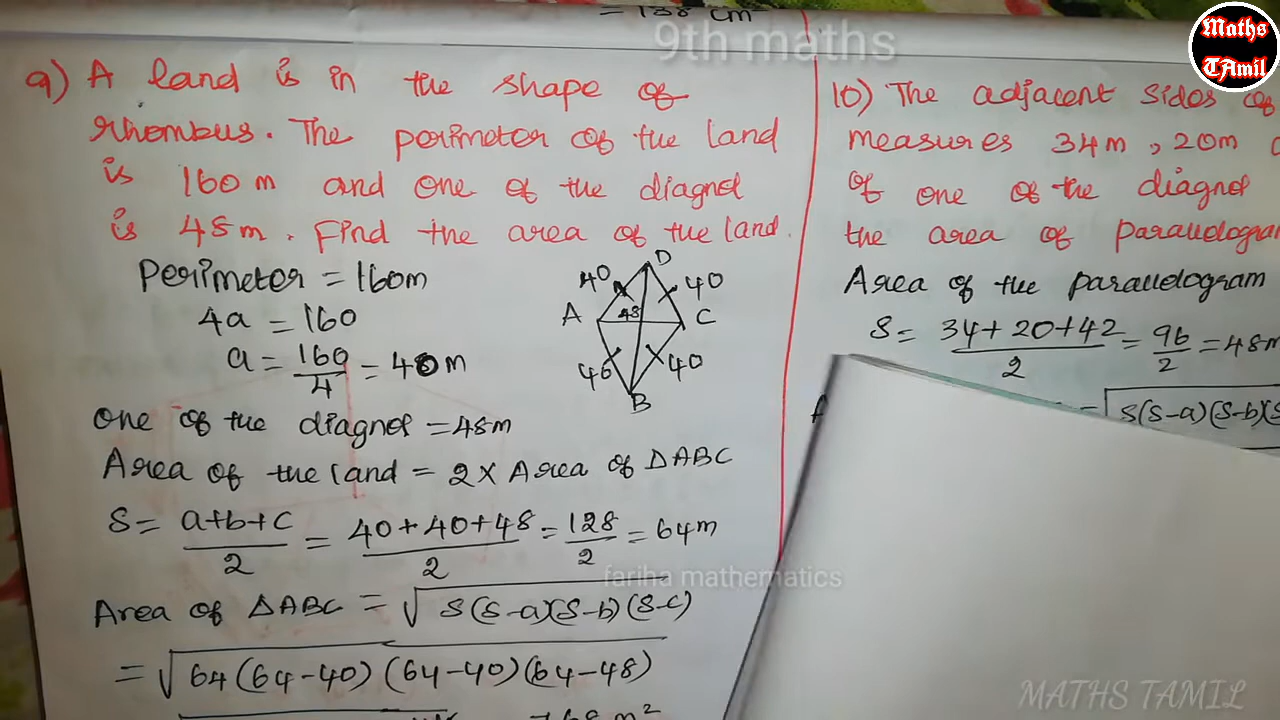 = 138 cm
9th maths
Maths
TAmil
9) A land is in the shape of
rhombus. The perimeter of the land
is 160 m and one of the diagnel
is 48m. Find the area of the land.
Perimeter = 160m
4a = 160
a = 160/4 = 40 m
One of the diagnel = 48m
Area of the land = 2 × Area of ΔABC
S = a+b+c/2 = 40+40+48/2 = 128/2 = 64m
Area of ΔABC = √S(S-a)(S-b)(S-c)
= √64(64-40)(64-40)(64-48)
D
40 40
A 48 C
40 40
B
10) The adjacent sides of
measures 34m, 20m
of one of the diagnel
the area of parallelogram
Area of the parallelogram
S = 34+20+42/2 = 96/2 = 48m
= √S(S-a)(S-b)(S
fariha mathematics
MATHS TAMIL